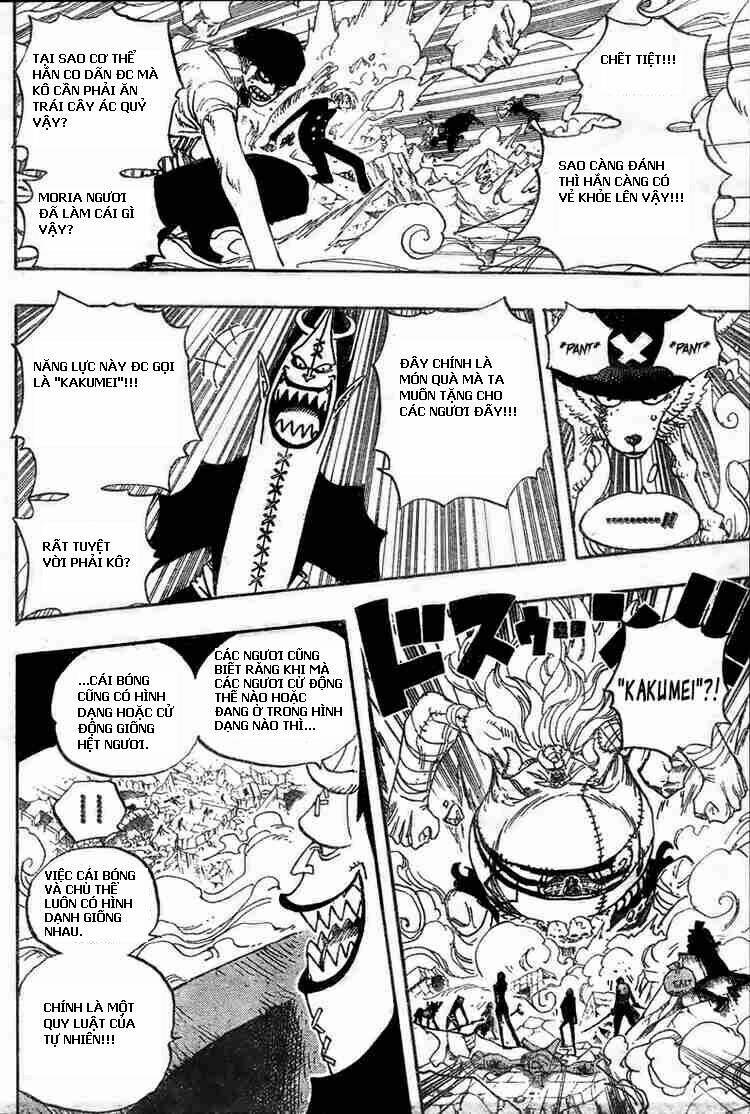 CHẾT TIỆT!!!
SAO CÀNG ĐÁNH
THÌ HẮN CÀNG CÓ
VẺ KHỎE LÊN VẬY!!!
TẠI SAO CƠ THỂ
HẮN CO DÃN ĐC MÀ
KÔ CẦN PHẢI ĂN
TRÁI CÂY ÁC QUỶ
VẬY?
MORIA NGƯƠI
ĐÃ LÀM CÁI GÌ
VẬY?
*PANT*
*PANT*
ĐÂY CHÍNH LÀ
MÓN QUÀ MÀ TA
MUỐN TẶNG CHO
CÁC NGƯƠI ĐẤY!!!
NĂNG LỰC NÀY ĐC GỌI
LÀ "KAKUMEI"!!!
RẤT TUYỆT
VỜI PHẢI KÔ?
ドスゥン!!
"KAKUMEI"?!
SALT
CÁC NGƯƠI CŨNG
BIẾT RẰNG KHI MÀ
CÁC NGƯƠI CỬ ĐỘNG
THẾ NÀO HOẶC
ĐANG Ở TRONG HÌNH
DẠNG NÀO THÌ...
...CÁI BÓNG
CŨNG CÓ HÌNH
DẠNG HOẶC CỬ
ĐỘNG GIỐNG
HỆT NGƯƠI.
!!
VIỆC CÁI BÓNG
VÀ CHỦ THỂ
LUÔN CÓ HÌNH
DẠNH GIỐNG
NHAU.
CHÍNH LÀ MỘT
QUY LUẬT CỦA
TỰ NHIÊN!!!